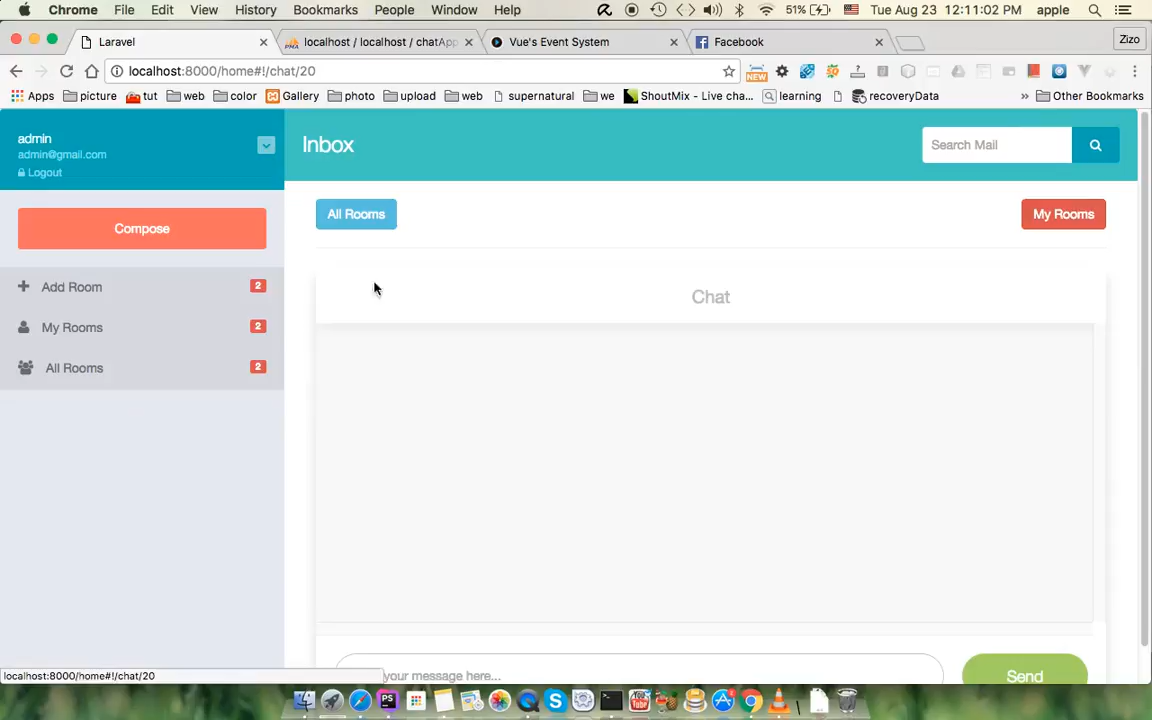 Chrome File Edit View History Bookmarks People Window Help 51% Tue Aug 23 12:11:02 PM apple
Laravel localhost / localhost / chatApp Vue's Event System Facebook Zizo
localhost:8000/home#!/chat/20 NEW
Apps picture tut web color Gallery photo upload web supernatural we ShoutMix - Live cha... learning recoveryData » Other Bookmarks
admin
admin@gmail.com
Logout
Inbox
Search Mail
Compose
All Rooms
My Rooms
Add Room 2
My Rooms 2
All Rooms 2
Chat
your message here...
Send
localhost:8000/home#!/chat/20